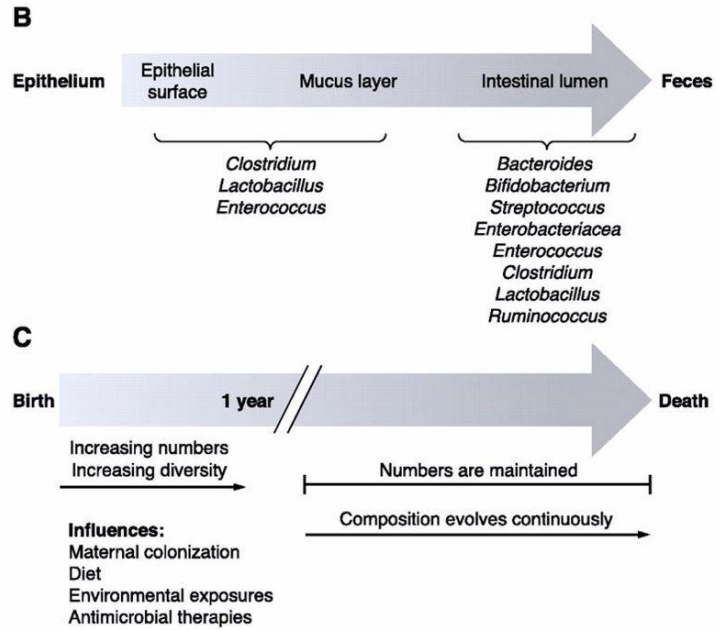 B
Epithelium
Epithelial
surface
Mucus layer
Intestinal lumen
Feces
Clostridium
Lactobacillus
Enterococcus
Bacteroides
Bifidobacterium
Streptococcus
Enterobacteriacea
Enterococcus
Clostridium
Lactobacillus
Ruminococcus
C
Birth
1 year
Death
Increasing numbers
Increasing diversity
Numbers are maintained
Composition evolves continuously
Influences:
Maternal colonization
Diet
Environmental exposures
Antimicrobial therapies